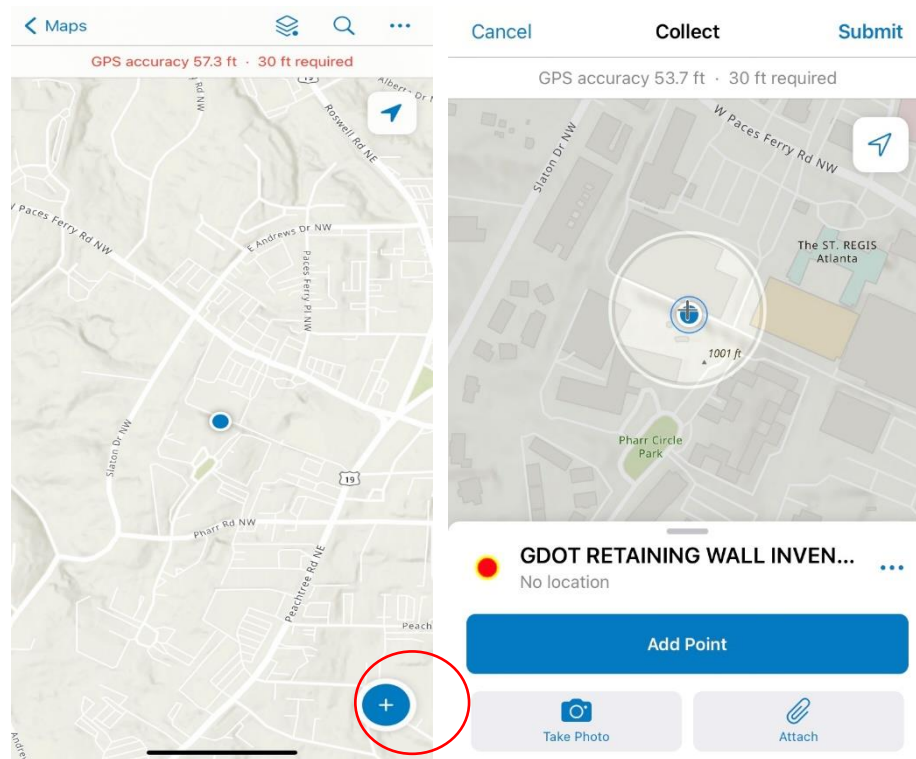 Maps
GPS accuracy 57.3 ft · 30 ft required
19
Rd NW
Roswell Rd NE
W Paces Ferry Rd NW
E Andrews Dr NW
Paces Ferry Pl NW
Slaton Dr NW
19
Pharr Rd NW
Peachtree Rd NE
Peach
+
Cancel
Collect
Submit
GPS accuracy 53.7 ft · 30 ft required
W Paces Ferry Rd NW
Slaton Dr NW
The ST. REGIS
Atlanta
1001 ft
Pharr Circle
Park
GDOT RETAINING WALL INVEN...
No location
Add Point
Take Photo
Attach